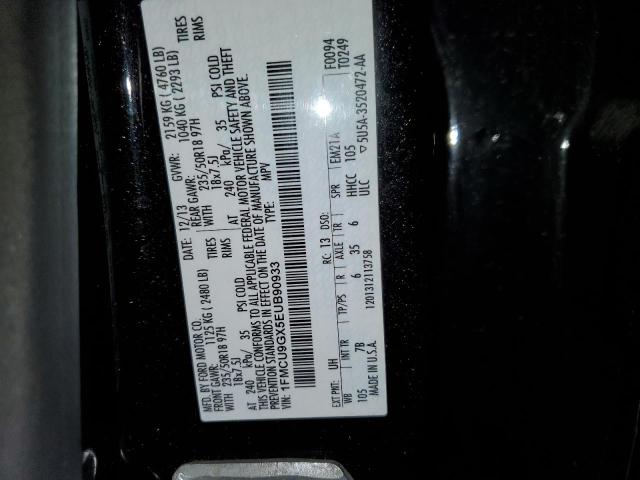 MFD. BY FORD MOTOR CO.
DATE: 12/13 GVWR: 2159 KG ( 4760 LB)
FRONT GAWR: 1125 KG ( 2480 LB) REAR GAWR: 1040 KG ( 2293 LB)
WITH 235/50R18 97H TIRES WITH 235/50R18 97H TIRES
18x7.5J RIMS 18x7.5J RIMS
AT 240 kPa/ 35 PSI COLD AT 240 kPa/ 35 PSI COLD
THIS VEHICLE CONFORMS TO ALL APPLICABLE FEDERAL MOTOR VEHICLE SAFETY AND THEFT
PREVENTION STANDARDS IN EFFECT ON THE DATE OF MANUFACTURE SHOWN ABOVE.
VIN: 1FMCU9GX5EUB90933 TYPE: MPV
F0094
T0249
EXT PNT: UH RC: 13 DSO:
WB INT TR TP/PS R AXLE TR SPR EM21A
105 7B 6 35 6 HHCC 105
MADE IN U.S.A. ULC
1201312113758 ▽5U5A-3520472-AA